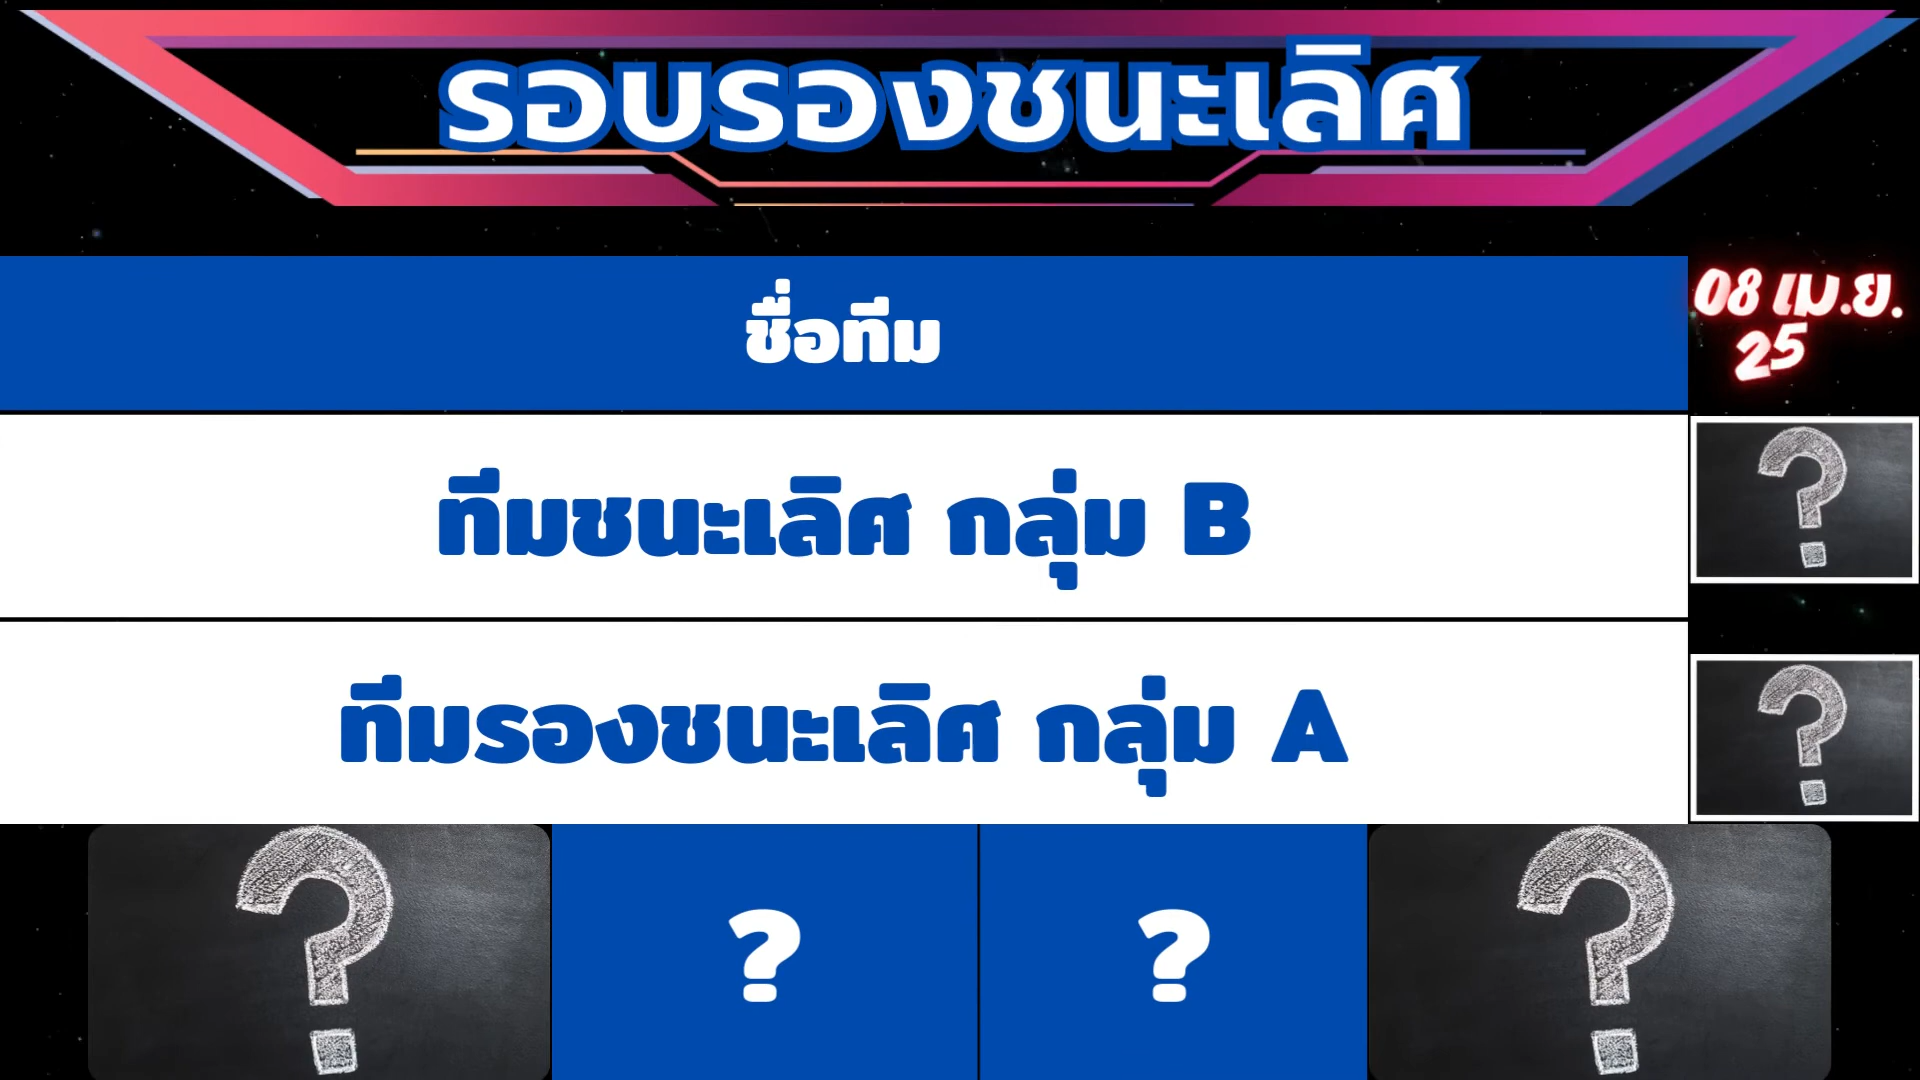 รอบรองชนะเลิศ
ชื่อทีม
08 เม.ย.
25
ทีมชนะเลิศ กลุ่ม B
ทีมรองชนะเลิศ กลุ่ม A
?
?
?
?
?
?